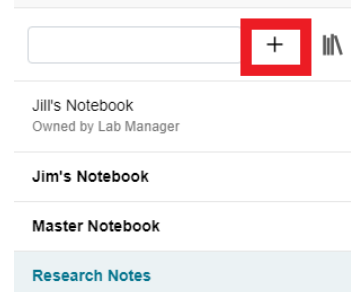 Jill's Notebook
Owned by Lab Manager
Jim's Notebook
Master Notebook
Research Notes